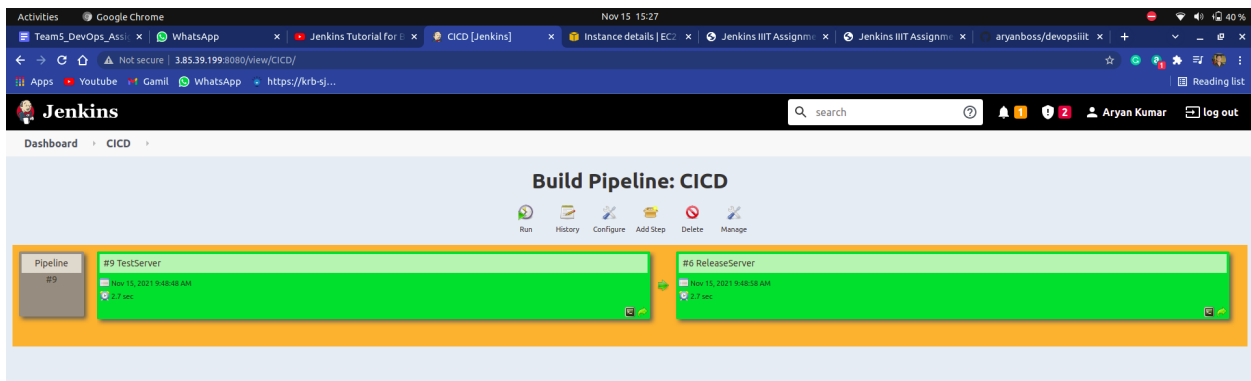 Activities Google Chrome Nov 15 15:27 40 %
Team5_DevOps_Assig WhatsApp Jenkins Tutorial for B CICD [Jenkins] Instance details | EC2 Jenkins IIIT Assignme Jenkins IIIT Assignme aryanboss/devopsiiit
Not secure | 3.85.39.199:8080/view/CICD/
Apps Youtube Gamil WhatsApp https://krb-sj... Reading list
Jenkins search 1 2 Aryan Kumar log out
Dashboard CICD
Build Pipeline: CICD
Run History Configure Add Step Delete Manage
Pipeline #9 TestServer #6 ReleaseServer
#9 Nov 15, 2021 9:48:48 AM Nov 15, 2021 9:48:58 AM
2.7 sec 2.7 sec